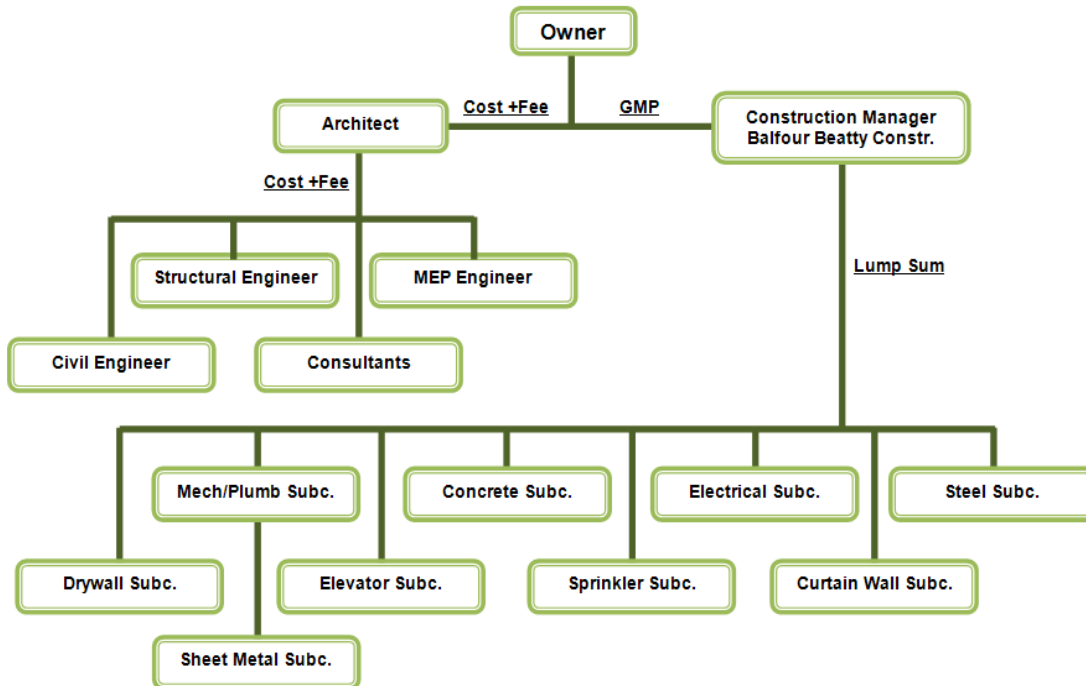 Owner
Cost +Fee
GMP
Architect
Construction Manager
Balfour Beatty Constr.
Cost +Fee
Structural Engineer
MEP Engineer
Lump Sum
Civil Engineer
Consultants
Mech/Plumb Subc.
Concrete Subc.
Electrical Subc.
Steel Subc.
Drywall Subc.
Elevator Subc.
Sprinkler Subc.
Curtain Wall Subc.
Sheet Metal Subc.